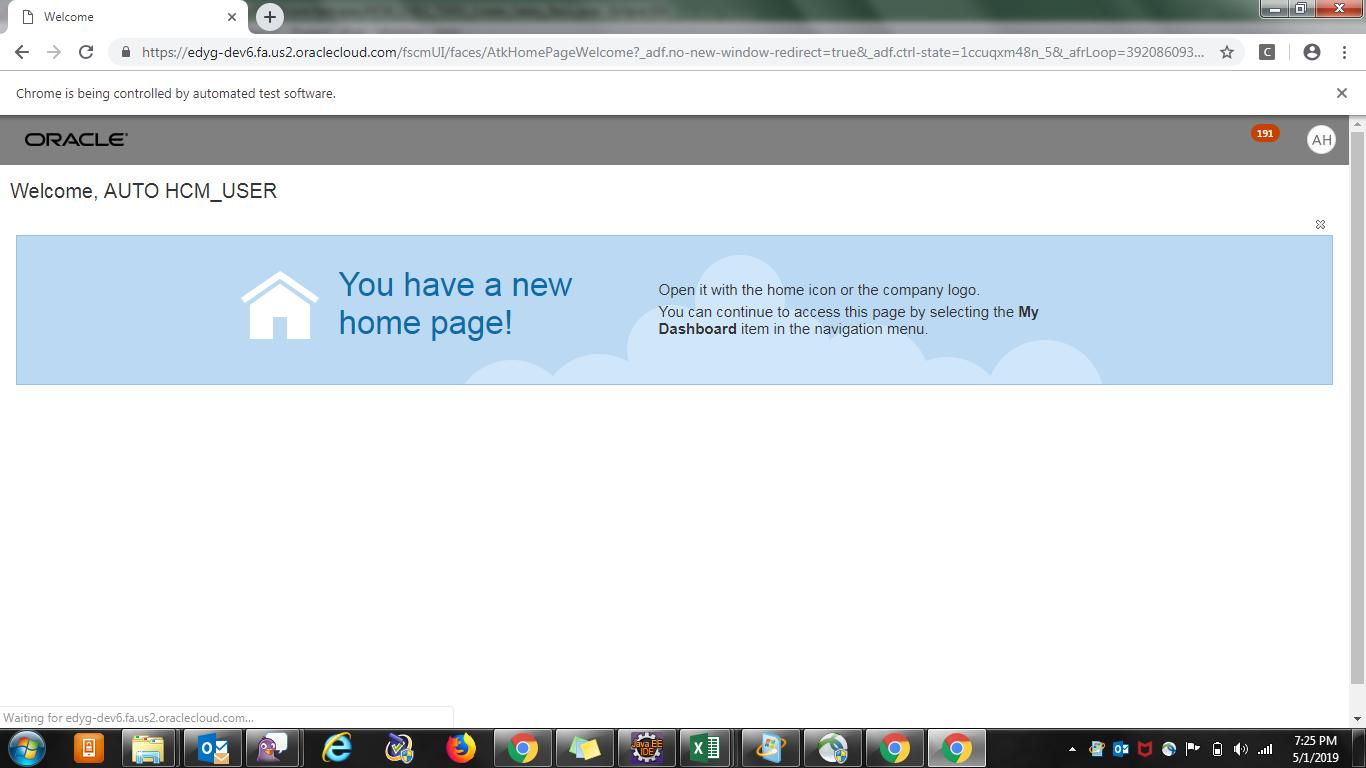 Welcome
https://edyg-dev6.fa.us2.oraclecloud.com/fscmUI/faces/AtkHomePageWelcome?_adf.no-new-window-redirect=true&_adf.ctrl-state=1ccuqxm48n_5&_afrLoop=392086093...
C
Chrome is being controlled by automated test software.
ORACLE
191
AH
Welcome, AUTO HCM_USER
You have a new
home page!
Open it with the home icon or the company logo.
You can continue to access this page by selecting the My
Dashboard item in the navigation menu.
Waiting for edyg-dev6.fa.us2.oraclecloud.com...
Java EE
IDE
7:25 PM
5/1/2019